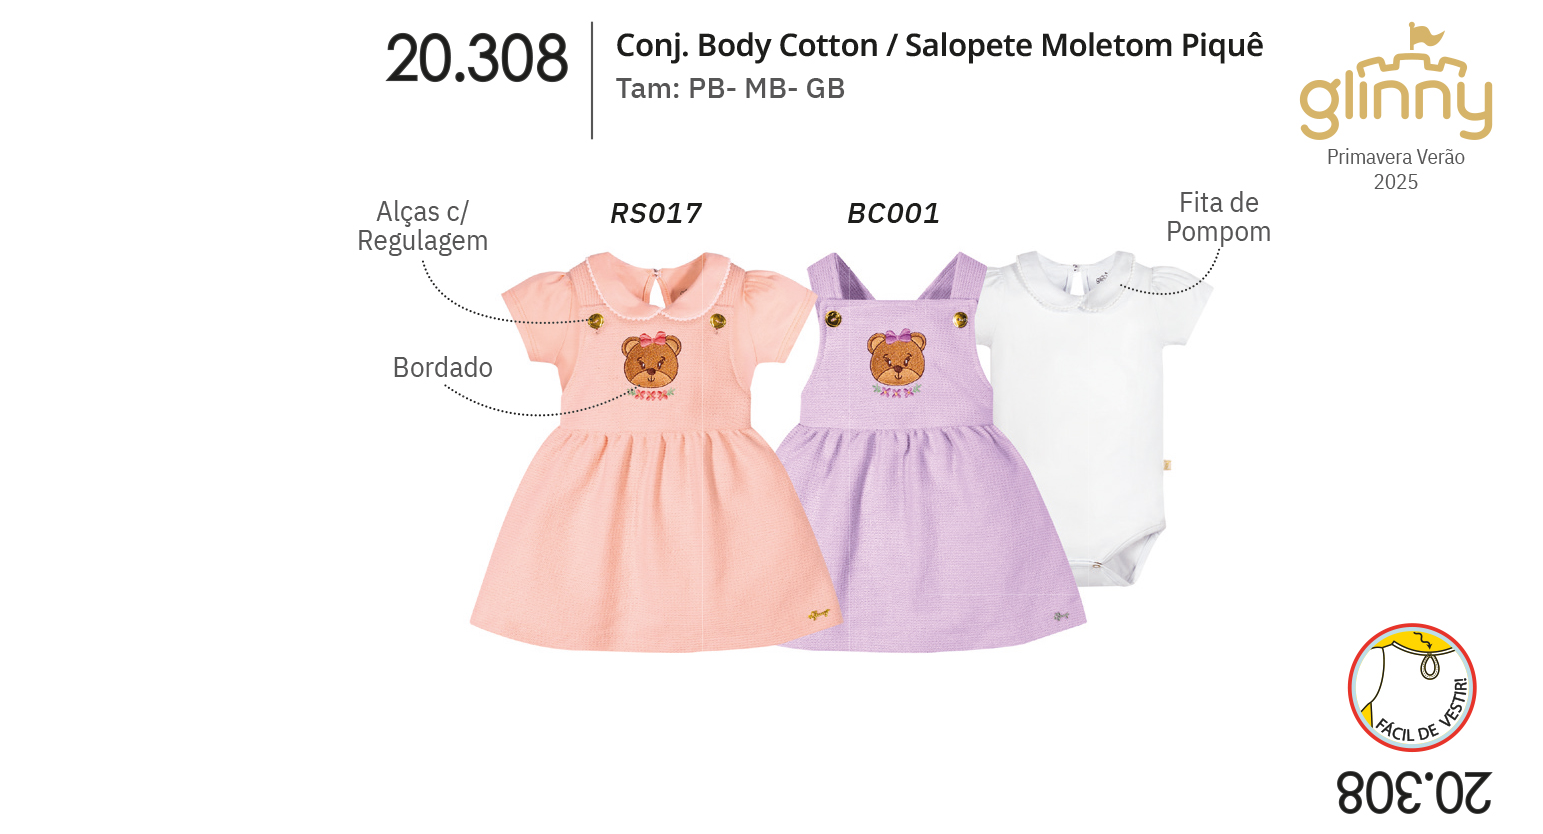 20.308
Conj. Body Cotton / Salopete Moletom Piquê
Tam: PB- MB- GB
glinny
Primavera Verão
2025
Alças c/
Regulagem
RS017
BC001
Fita de
Pompom
Bordado
FÁCIL DE VESTIR!
20.308